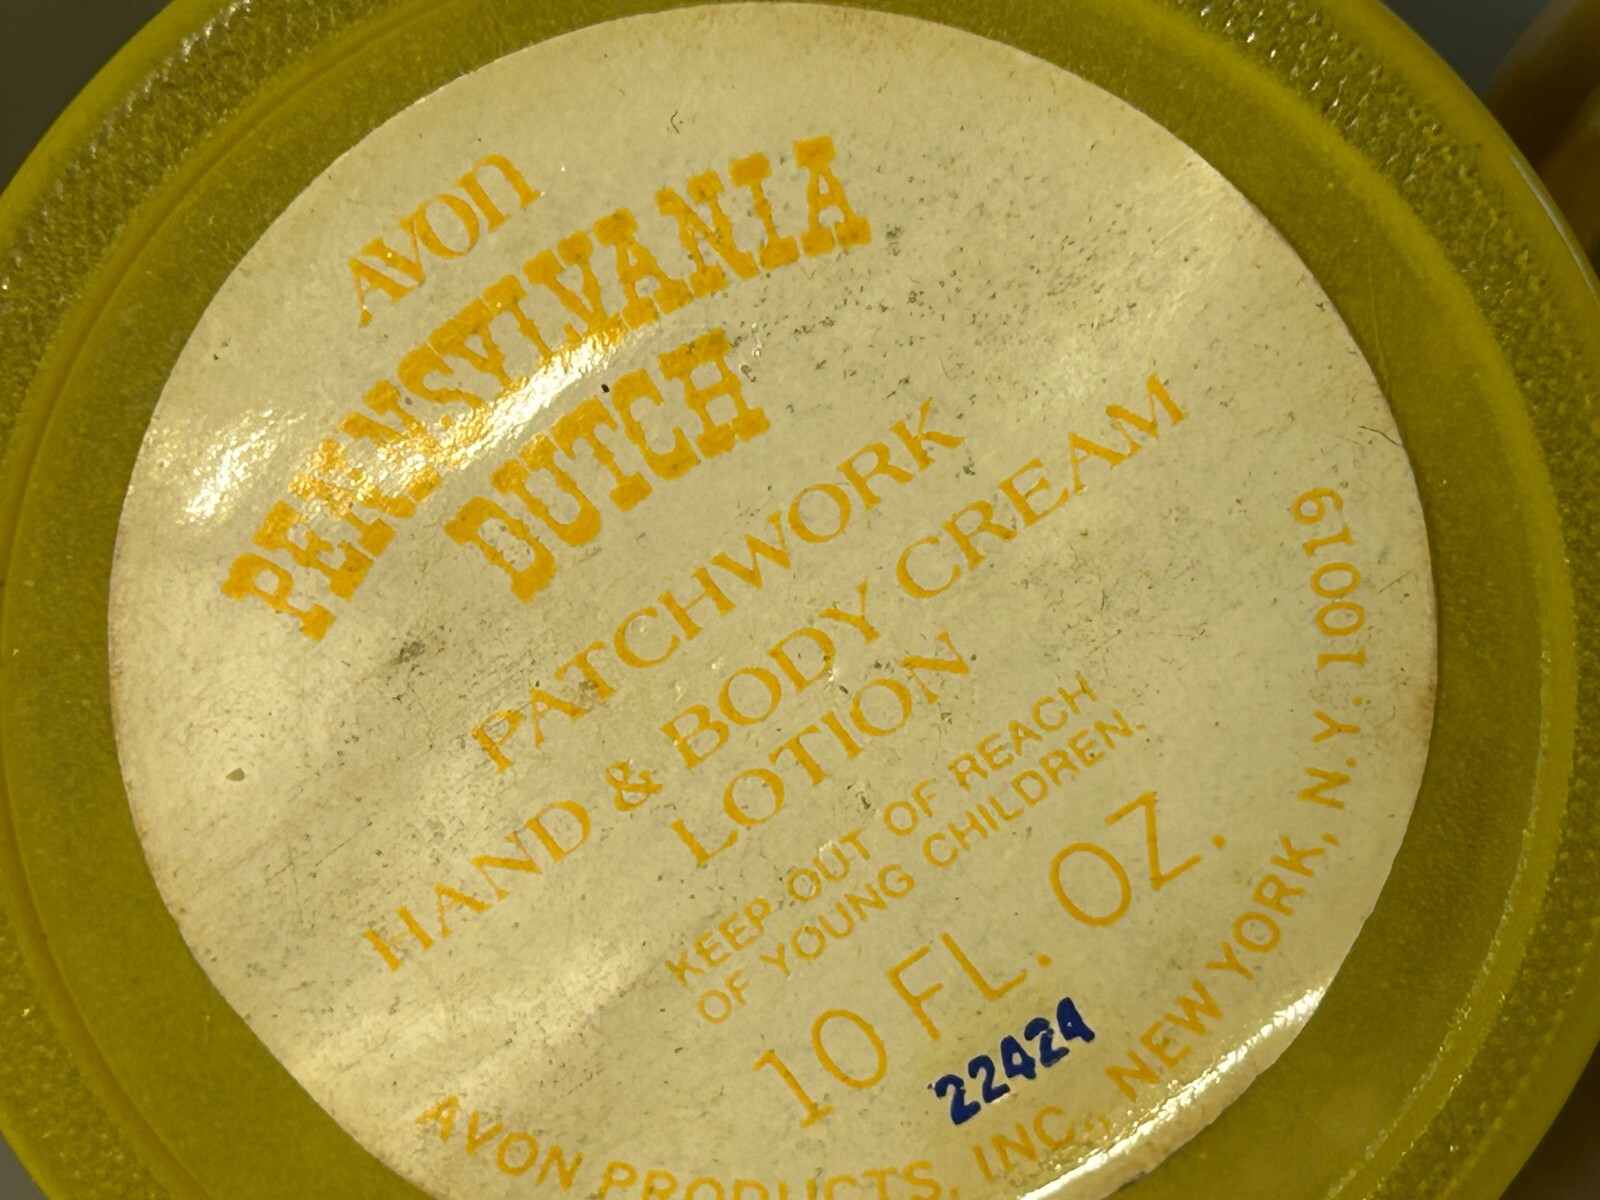 AVON
PENNSYLVANIA
DUTCH
PATCHWORK
HAND & BODY CREAM
LOTION
KEEP OUT OF REACH
OF YOUNG CHILDREN.
10 FL. OZ.
22424
AVON PRODUCTS, INC., NEW YORK, N.Y. 10019